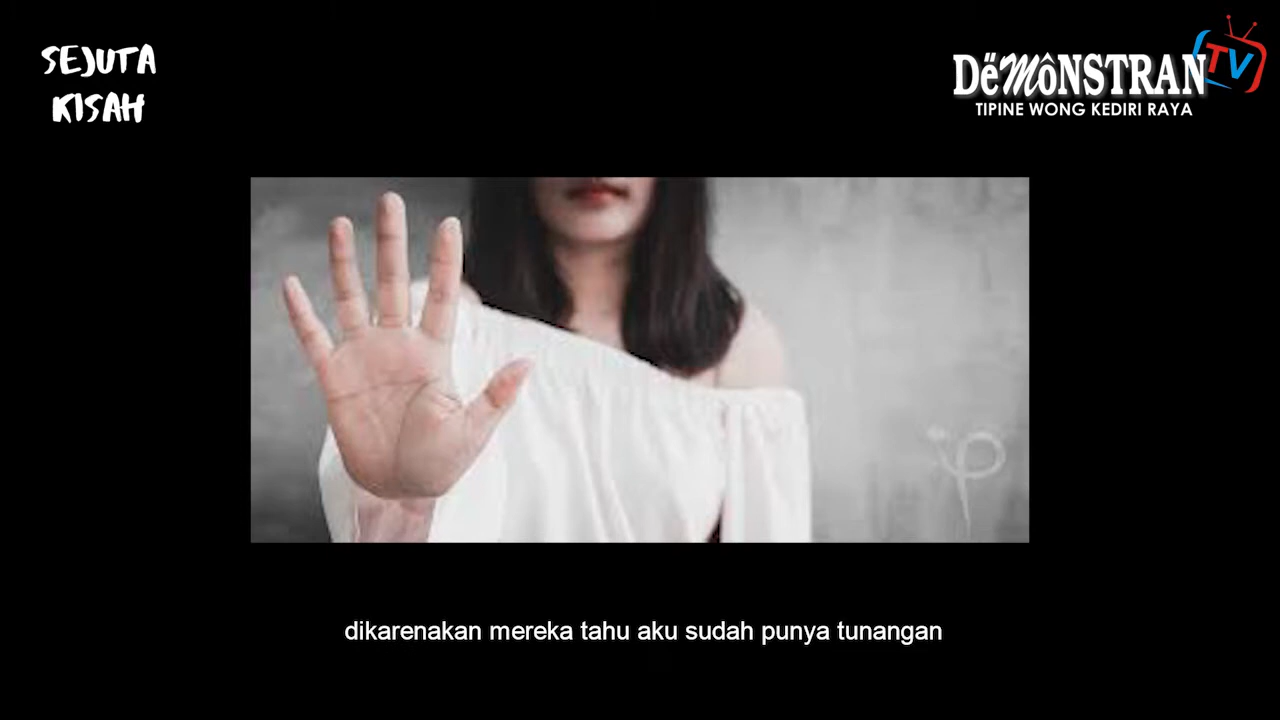 SEJUTA
KISAH
DëMôNSTRAN TV
TIPINE WONG KEDIRI RAYA
dikarenakan mereka tahu aku sudah punya tunangan